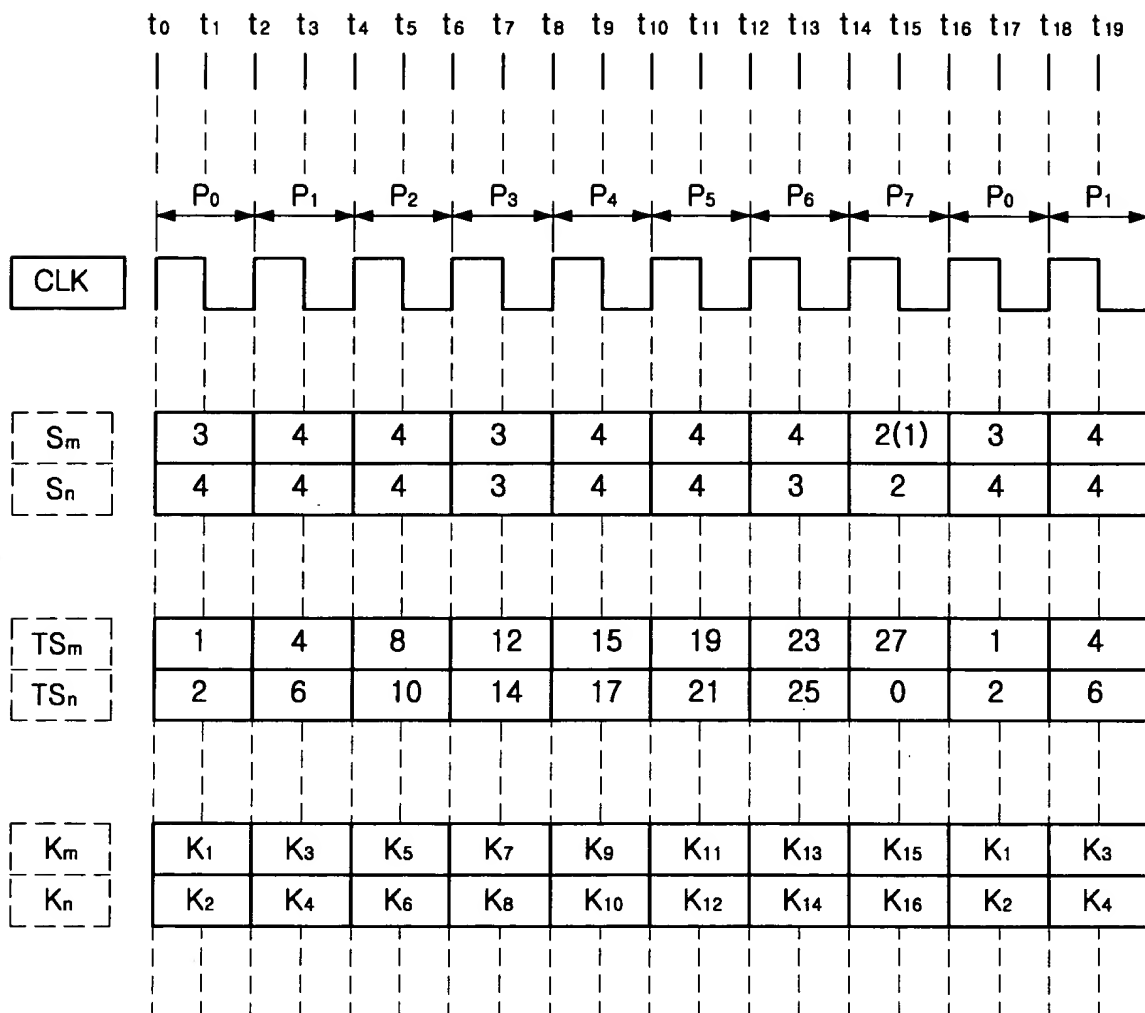 t0 t1 t2 t3 t4 t5 t6 t7 t8 t9 t10 t11 t12 t13 t14 t15 t16 t17 t18 t19
P0 P1 P2 P3 P4 P5 P6 P7 P0 P1
CLK
Sm 3 4 4 3 4 4 4 2(1) 3 4
Sn 4 4 4 3 4 4 3 2 4 4
TSm 1 4 8 12 15 19 23 27 1 4
TSn 2 6 10 14 17 21 25 0 2 6
Km K1 K3 K5 K7 K9 K11 K13 K15 K1 K3
Kn K2 K4 K6 K8 K10 K12 K14 K16 K2 K4